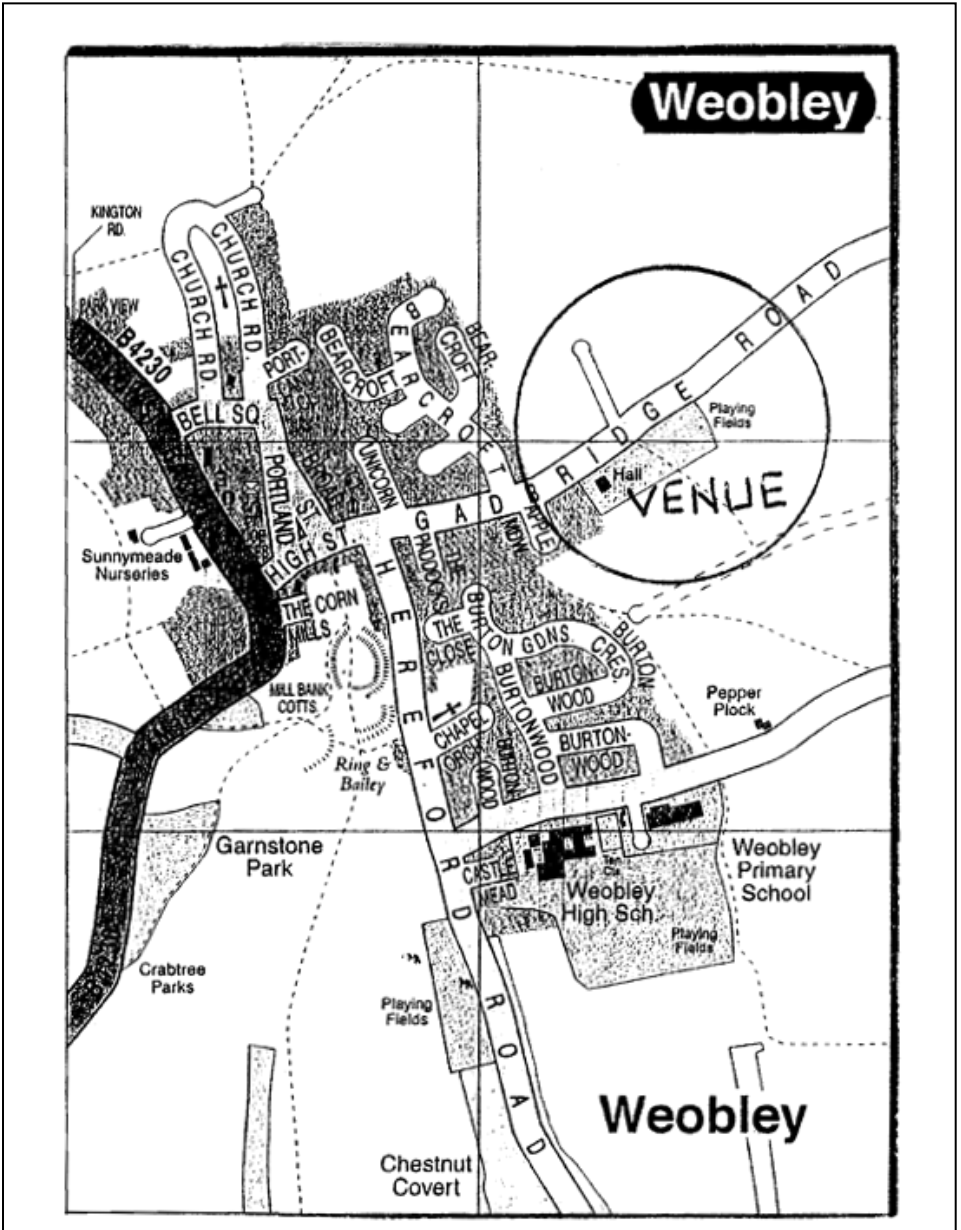 Weobley
KINGTON
RD.
PARK VIEW
B4230
CHURCH RD.
CHURCH RD
BELL SQ
PORT-
BEARCROFT
BEARCROFT
BEAR-
CROFT
UNICORN
PORTLAND
ST
HIGH ST
GADBRIDGE ROAD
Playing
Fields
Hall
VENUE
APPLE
MDW
Sunnymeade
Nurseries
THE CORN
MILLS
MILL BANK
COTTS.
THE
PADDOCKS
THE
CLOSE
BURTON GDNS
BURTON
CRES
BURTON-
WOOD
BURTONWOOD
BURTON-
WOOD
BURTON-
WOOD
CHAPEL
ORCH
Ring &
Bailey
Pepper
Plock
HEREFORD ROAD
Garnstone
Park
CASTLE
MEAD
Ten
Cts
Weobley
High Sch.
Weobley
Primary
School
Playing
Fields
Crabtree
Parks
Playing
Fields
Weobley
Chestnut
Covert